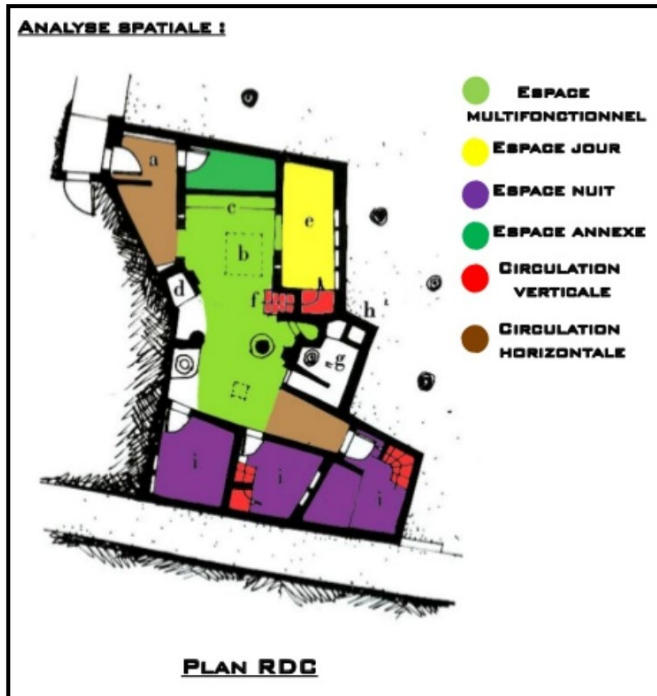 ANALYSE SPATIALE :
ESPACE
MULTIFONCTIONNEL
ESPACE JOUR
ESPACE NUIT
ESPACE ANNEXE
CIRCULATION
VERTICALE
CIRCULATION
HORIZONTALE
a
c
b
e
d
f
h
g
i
i
i
PLAN RDC